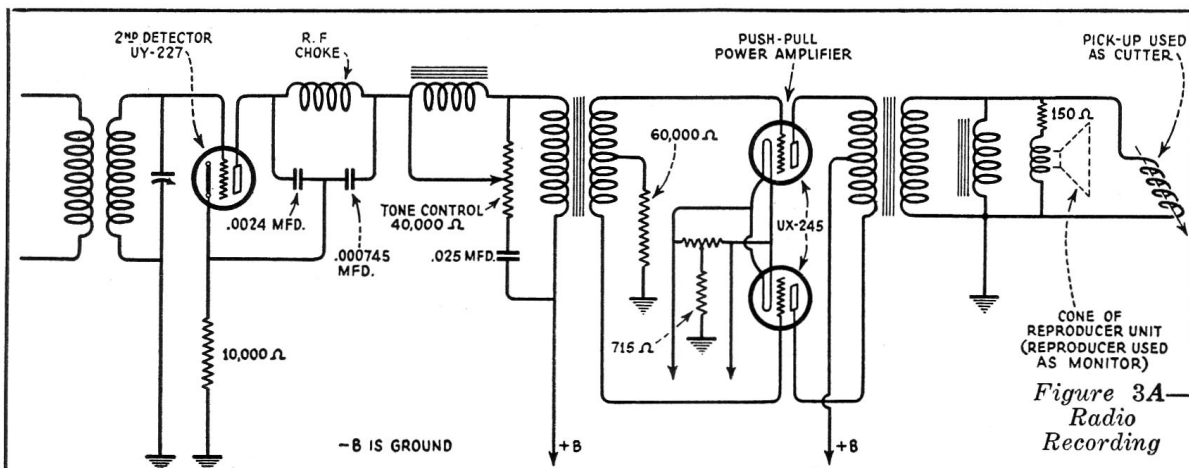 2ND DETECTOR
UY-227
R.F
CHOKE
PUSH-PULL
POWER AMPLIFIER
PICK-UP USED
AS CUTTER
150 Ω
60,000 Ω
TONE CONTROL
40,000 Ω
.0024 MFD.
.000745
MFD.
.025 MFD.
UX-245
715 Ω
10,000 Ω
CONE OF
REPRODUCER UNIT
(REPRODUCER USED
AS MONITOR)
-B IS GROUND
+B
+B
Figure 3A—
Radio
Recording